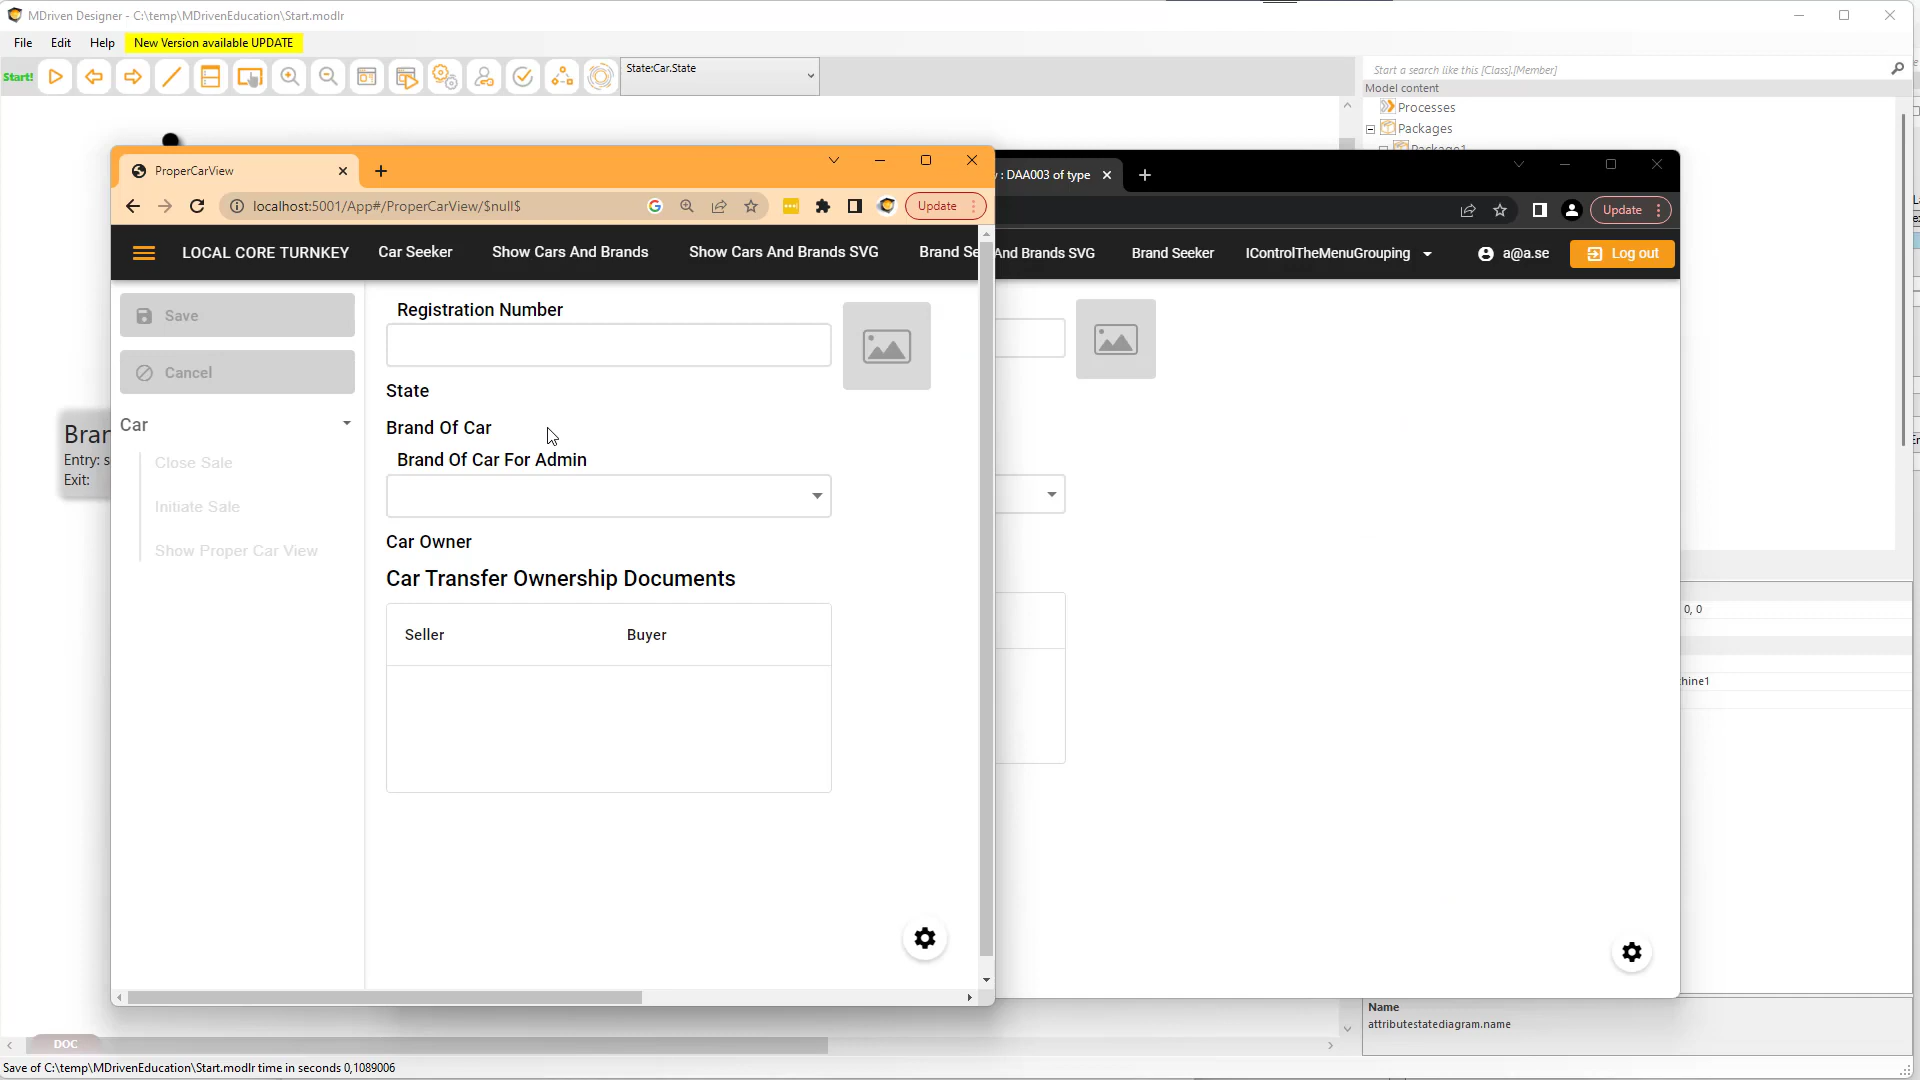 MDriven Designer - C:\temp\MDrivenEducation\Start.modlr
File Edit Help New Version available UPDATE
Start! State:Car.State
Start a search like this [Class].[Member]
Model content
Processes
Packages
Package1
ProperCarView
: DAA003 of type
localhost:5001/App#/ProperCarView/$null$
Update
Update
LOCAL CORE TURNKEY Car Seeker Show Cars And Brands Show Cars And Brands SVG Brand Se
And Brands SVG Brand Seeker IControlTheMenuGrouping a@a.se Log out
Save
Cancel
Car
Close Sale
Initiate Sale
Show Proper Car View
Registration Number
State
Brand Of Car
Brand Of Car For Admin
Car Owner
Car Transfer Ownership Documents
Seller Buyer
Bran
Entry: s
Exit:
0, 0
hine1
Name
attributestatediagram.name
DOC
Save of C:\temp\MDrivenEducation\Start.modlr time in seconds 0,1089006